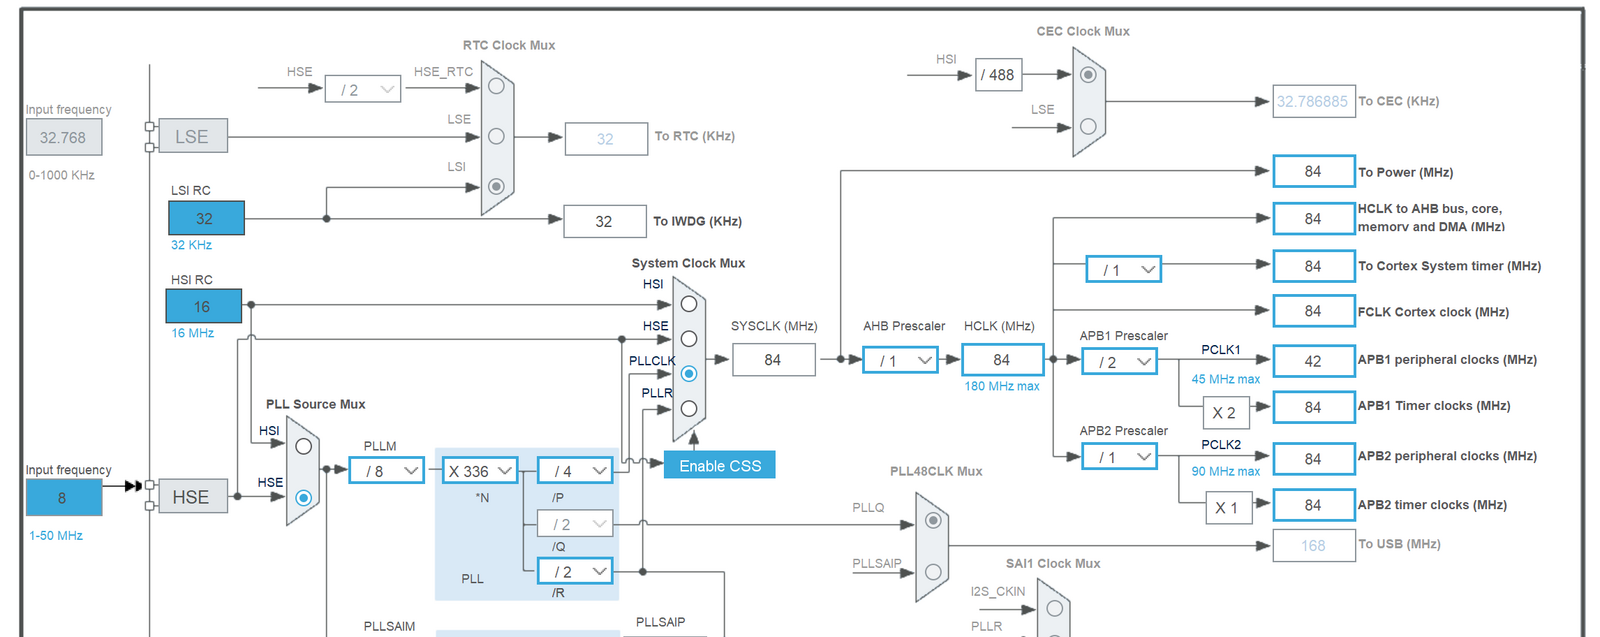 RTC Clock Mux
HSE
/ 2
HSE_RTC
LSE
LSI
32
To RTC (KHz)
Input frequency
32.768
0-1000 KHz
LSE
LSI RC
32
32 KHz
32
To IWDG (KHz)
HSI RC
16
16 MHz
CEC Clock Mux
HSI
/ 488
LSE
32.786885
To CEC (KHz)
System Clock Mux
HSI
HSE
PLLCLK
PLLR
SYSCLK (MHz)
84
AHB Prescaler
/ 1
HCLK (MHz)
84
180 MHz max
84
To Power (MHz)
84
HCLK to AHB bus, core,
memory and DMA (MHz)
/ 1
84
To Cortex System timer (MHz)
84
FCLK Cortex clock (MHz)
APB1 Prescaler
/ 2
PCLK1
45 MHz max
42
APB1 peripheral clocks (MHz)
X 2
84
APB1 Timer clocks (MHz)
APB2 Prescaler
/ 1
PCLK2
90 MHz max
84
APB2 peripheral clocks (MHz)
X 1
84
APB2 timer clocks (MHz)
168
To USB (MHz)
PLL Source Mux
HSI
HSE
Input frequency
8
1-50 MHz
HSE
PLLM
/ 8
X 336
*N
/ 4
/P
/ 2
/Q
/ 2
/R
PLL
Enable CSS
PLL48CLK Mux
PLLQ
PLLSAIP
SAI1 Clock Mux
I2S_CKIN
PLLR
PLLSAIM
PLLSAIP